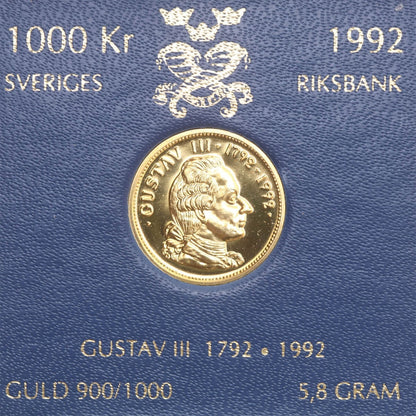 1000 Kr 1992
SVERIGES RIKSBANK
· GUSTAV III · 1792 · 1992 ·
GUSTAV III 1792 • 1992
GULD 900/1000 5,8 GRAM